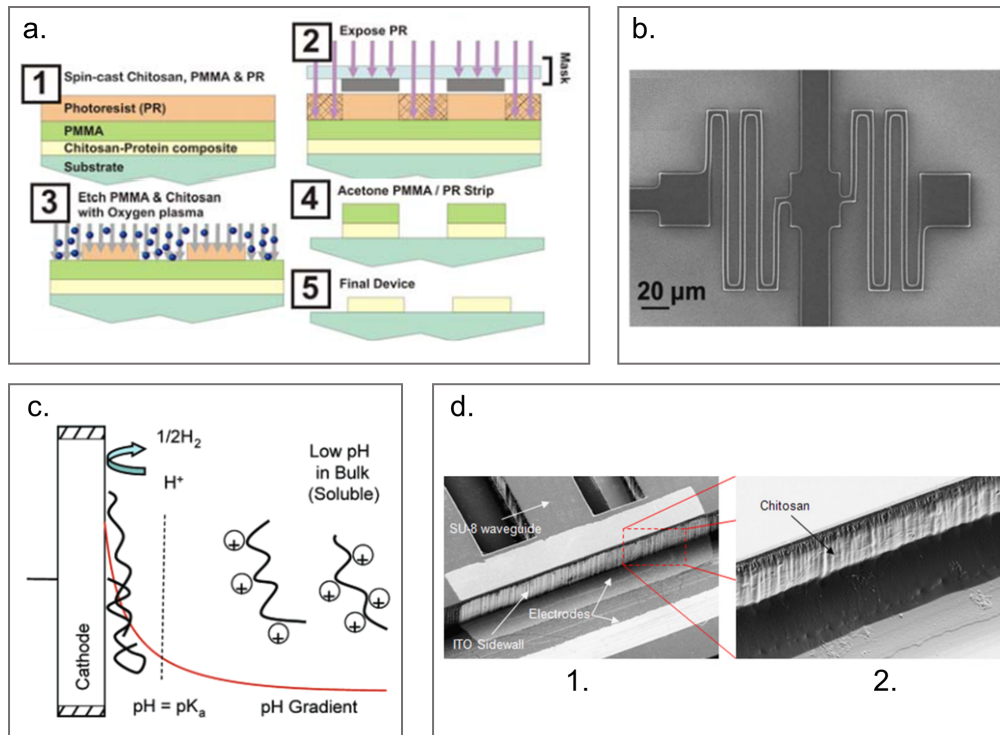 a.
1
Spin-cast Chitosan, PMMA & PR
Photoresist (PR)
PMMA
Chitosan-Protein composite
Substrate
2
Expose PR
Mask
3
Etch PMMA & Chitosan
with Oxygen plasma
4
Acetone PMMA / PR Strip
5
Final Device
b.
20 μm
c.
1/2H₂
H⁺
Low pH
in Bulk
(Soluble)
+
+
+
+
+
+
+
Cathode
pH = pKₐ
pH Gradient
d.
SU-8 waveguide
Electrodes
ITO Sidewall
1.
Chitosan
2.